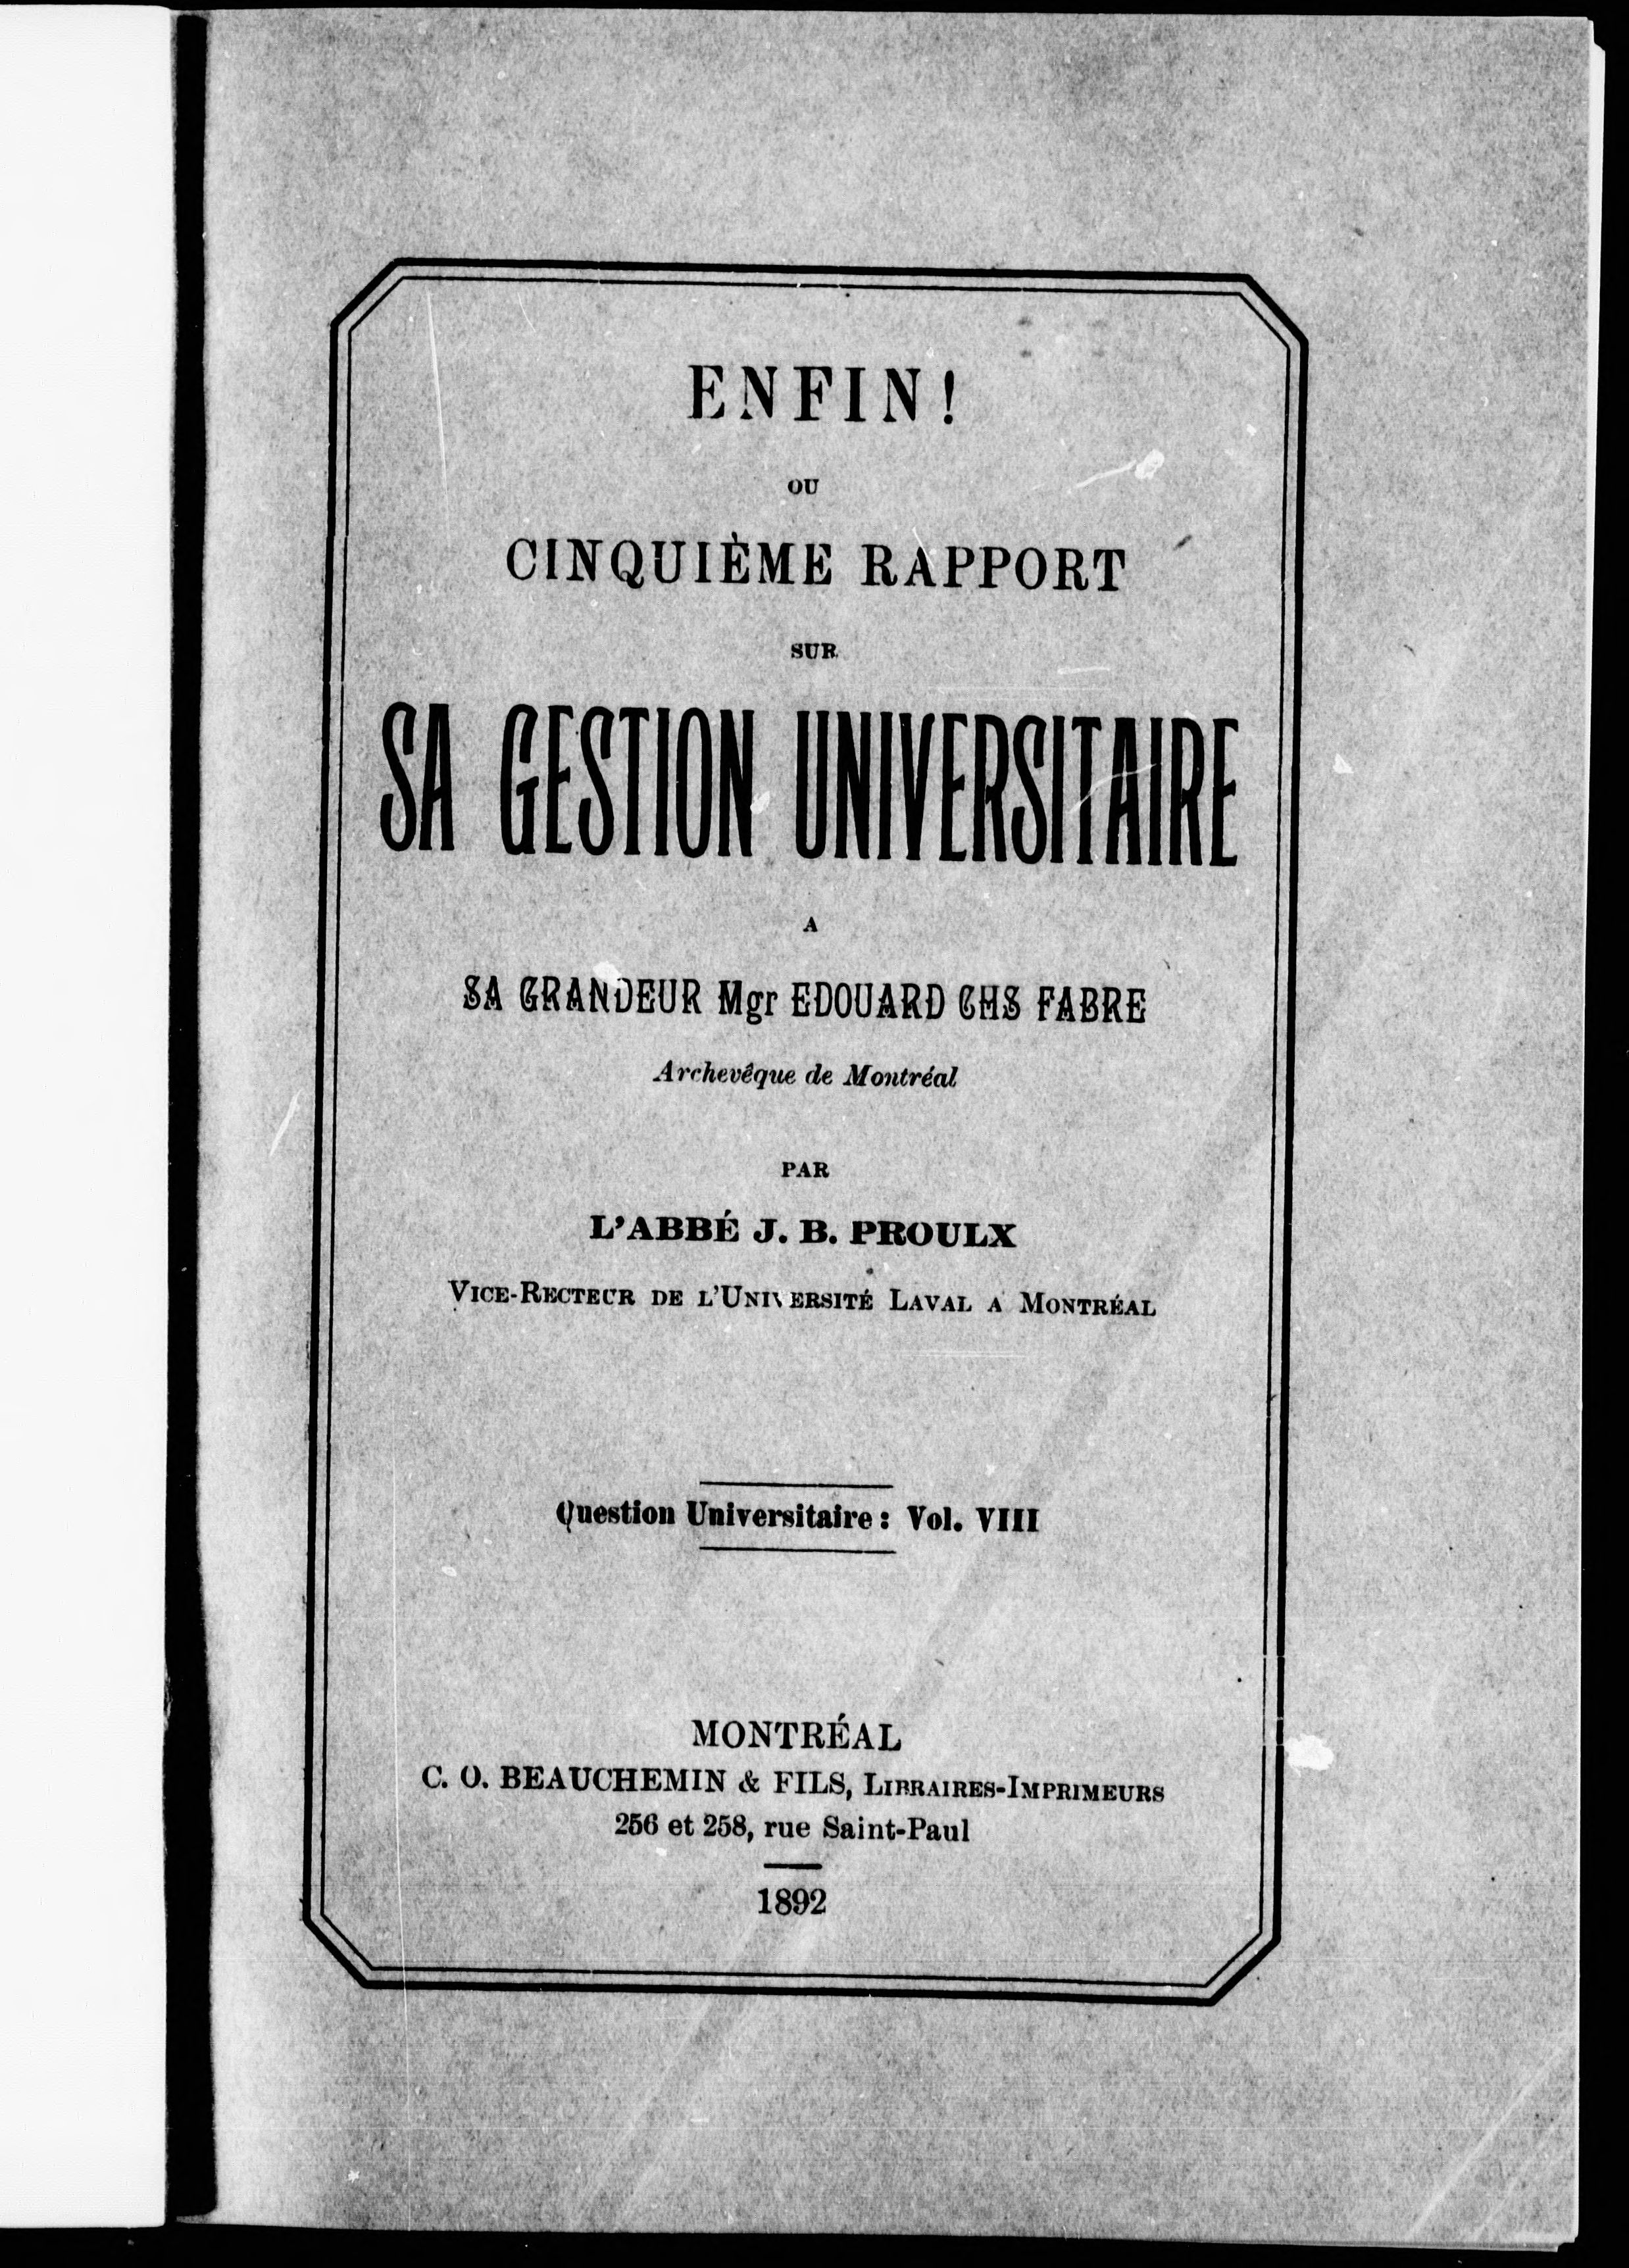 ENFIN!
OU
CINQUIÈME RAPPORT
SUR
SA GESTION UNIVERSITAIRE
A
SA GRANDEUR Mgr EDOUARD CHS FABRE
Archevêque de Montréal
PAR
L'ABBÉ J. B. PROULX
VICE-RECTEUR DE L'UNIVERSITÉ LAVAL A MONTRÉAL
Question Universitaire: Vol. VIII
MONTRÉAL
C. O. BEAUCHEMIN & FILS, LIBRAIRES-IMPRIMEURS
256 et 258, rue Saint-Paul
1892